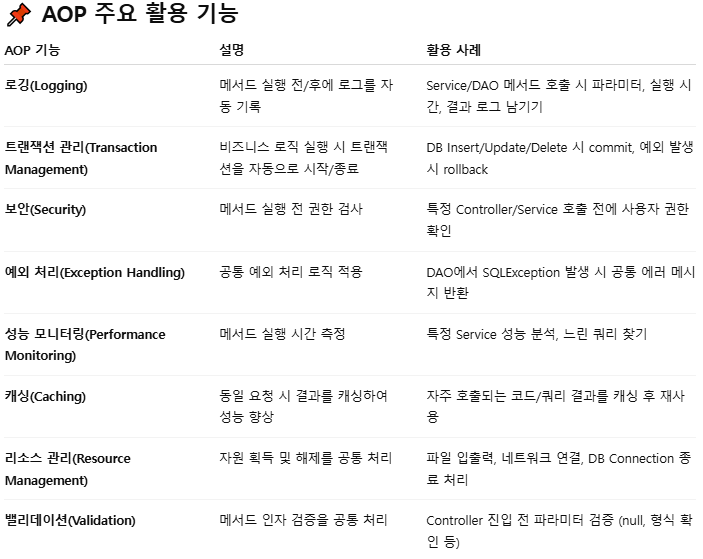 📌 AOP 주요 활용 기능
AOP 기능 설명 활용 사례
로깅(Logging) 메서드 실행 전/후에 로그를 자 Service/DAO 메서드 호출 시 파라미터, 실행 시
동 기록 간, 결과 로그 남기기
트랜잭션 관리(Transaction 비즈니스 로직 실행 시 트랜잭 DB Insert/Update/Delete 시 commit, 예외 발생
Management) 션을 자동으로 시작/종료 시 rollback
보안(Security) 메서드 실행 전 권한 검사 특정 Controller/Service 호출 전에 사용자 권한
확인
예외 처리(Exception Handling) 공통 예외 처리 로직 적용 DAO에서 SQLException 발생 시 공통 에러 메시
지 반환
성능 모니터링(Performance 메서드 실행 시간 측정 특정 Service 성능 분석, 느린 쿼리 찾기
Monitoring)
캐싱(Caching) 동일 요청 시 결과를 캐싱하여 자주 호출되는 코드/쿼리 결과를 캐싱 후 재사
성능 향상 용
리소스 관리(Resource 자원 획득 및 해제를 공통 처리 파일 입출력, 네트워크 연결, DB Connection 종
Management) 료 처리
밸리데이션(Validation) 메서드 인자 검증을 공통 처리 Controller 진입 전 파라미터 검증 (null, 형식 확
인 등)